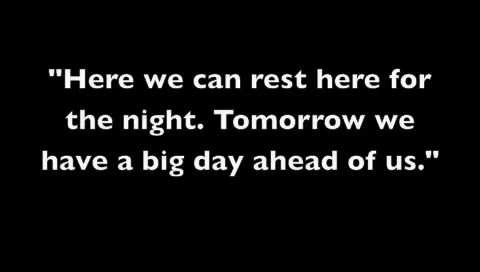 "Here we can rest here for
the night. Tomorrow we
have a big day ahead of us."